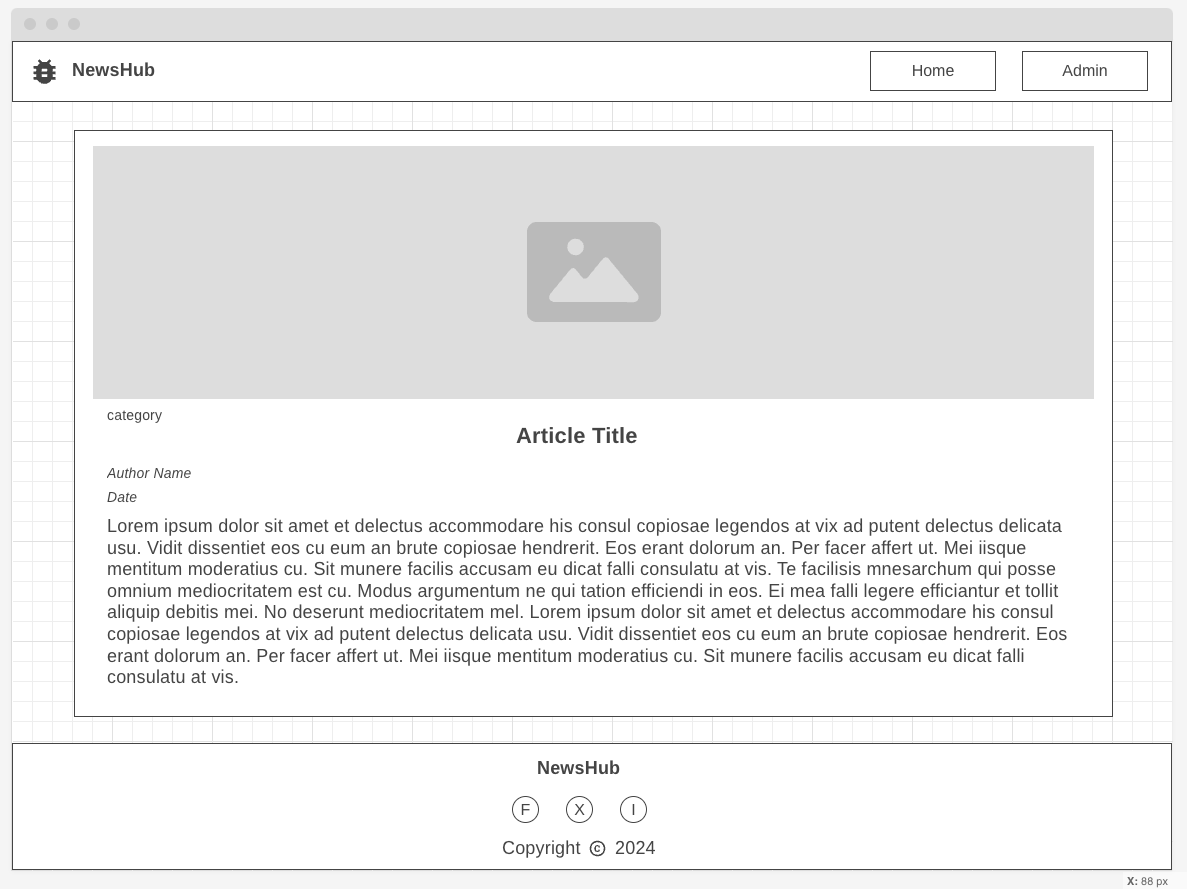 NewsHub
Home
Admin
category
Article Title
Author Name
Date
Lorem ipsum dolor sit amet et delectus accommodare his consul copiosae legendos at vix ad putent delectus delicata
usu. Vidit dissentiet eos cu eum an brute copiosae hendrerit. Eos erant dolorum an. Per facer affert ut. Mei iisque
mentitum moderatius cu. Sit munere facilis accusam eu dicat falli consulatu at vis. Te facilisis mnesarchum qui posse
omnium mediocritatem est cu. Modus argumentum ne qui tation efficiendi in eos. Ei mea falli legere efficiantur et tollit
aliquip debitis mei. No deserunt mediocritatem mel. Lorem ipsum dolor sit amet et delectus accommodare his consul
copiosae legendos at vix ad putent delectus delicata usu. Vidit dissentiet eos cu eum an brute copiosae hendrerit. Eos
erant dolorum an. Per facer affert ut. Mei iisque mentitum moderatius cu. Sit munere facilis accusam eu dicat falli
consulatu at vis.
NewsHub
F X I
Copyright © 2024
X: 88 px